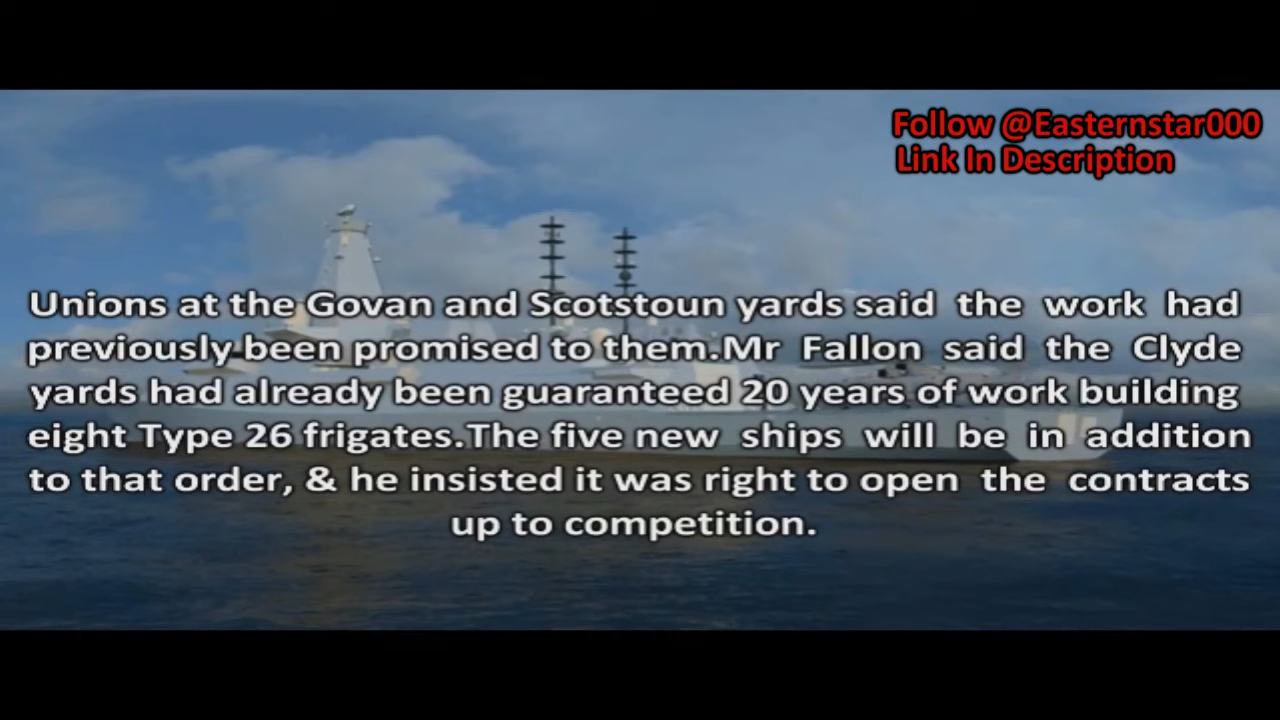 Follow @Easternstar000
Link In Description
Unions at the Govan and Scotstoun yards said the work had
previously been promised to them.Mr Fallon said the Clyde
yards had already been guaranteed 20 years of work building
eight Type 26 frigates.The five new ships will be in addition
to that order, & he insisted it was right to open the contracts
up to competition.